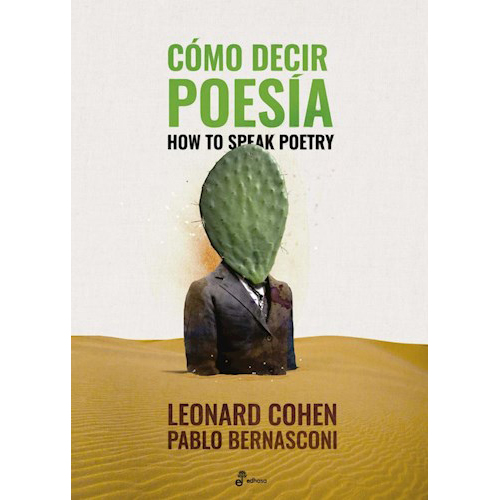 CÓMO DECIR
POESÍA
HOW TO SPEAK POETRY
LEONARD COHEN
PABLO BERNASCONI
edhasa